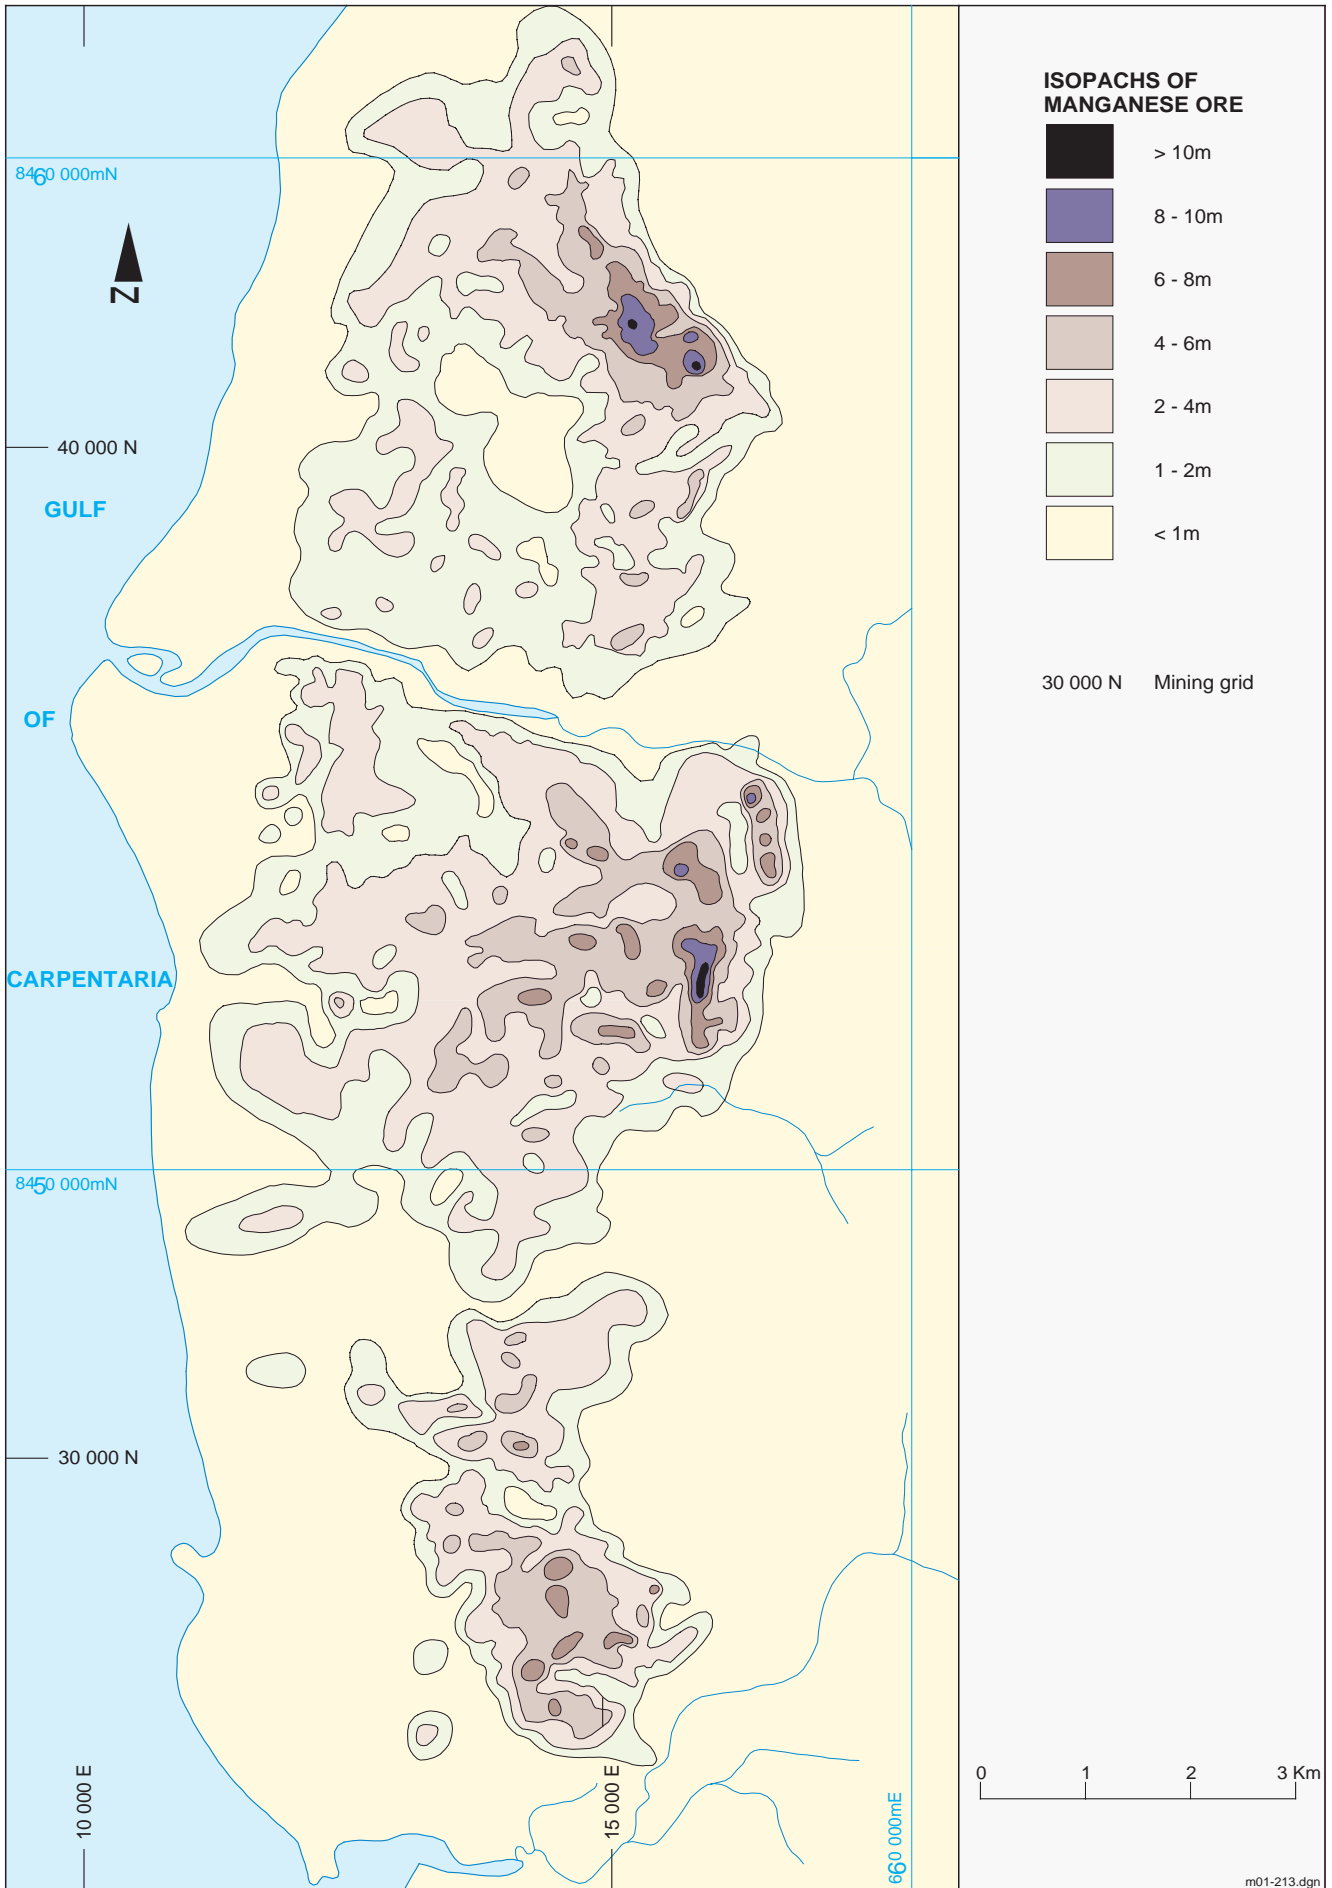 ISOPACHS OF
MANGANESE ORE
> 10m
8 - 10m
6 - 8m
4 - 6m
2 - 4m
1 - 2m
< 1m
30 000 N Mining grid
8460 000mN
N
40 000 N
GULF
OF
CARPENTARIA
8450 000mN
30 000 N
10 000 E
15 000 E
660 000mE
0 1 2 3 Km
m01-213.dgn